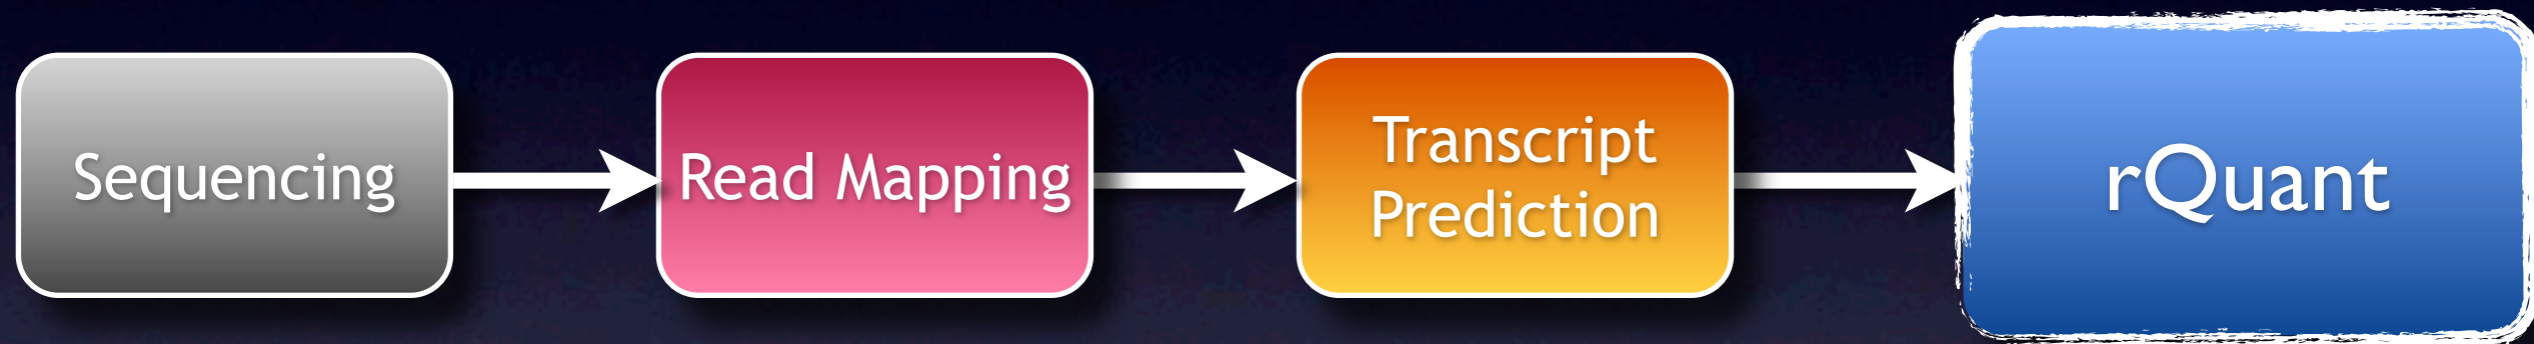 Sequencing
Read Mapping
Transcript
Prediction
rQuant